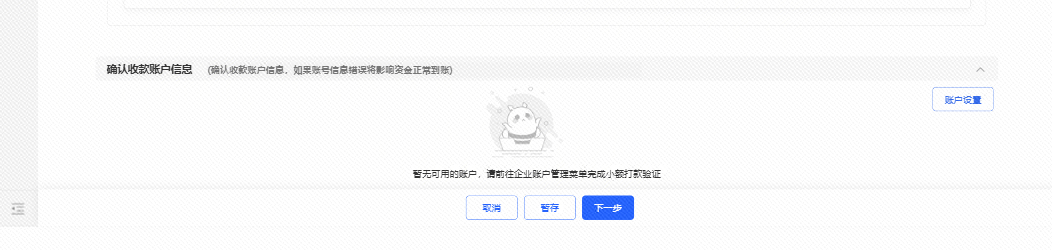 确认收款账户信息 (确认收款账户信息，如果账号信息错误将影响资金正常到账)
账户设置
暂无可用的账户，请前往企业账户管理菜单完成小额打款验证
取消 暂存 下一步